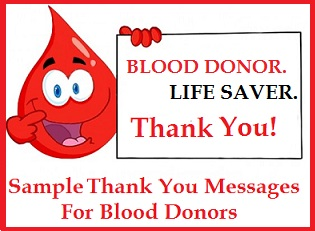 BLOOD DONOR.
LIFE SAVER.
Thank You!
Sample Thank You Messages
For Blood Donors